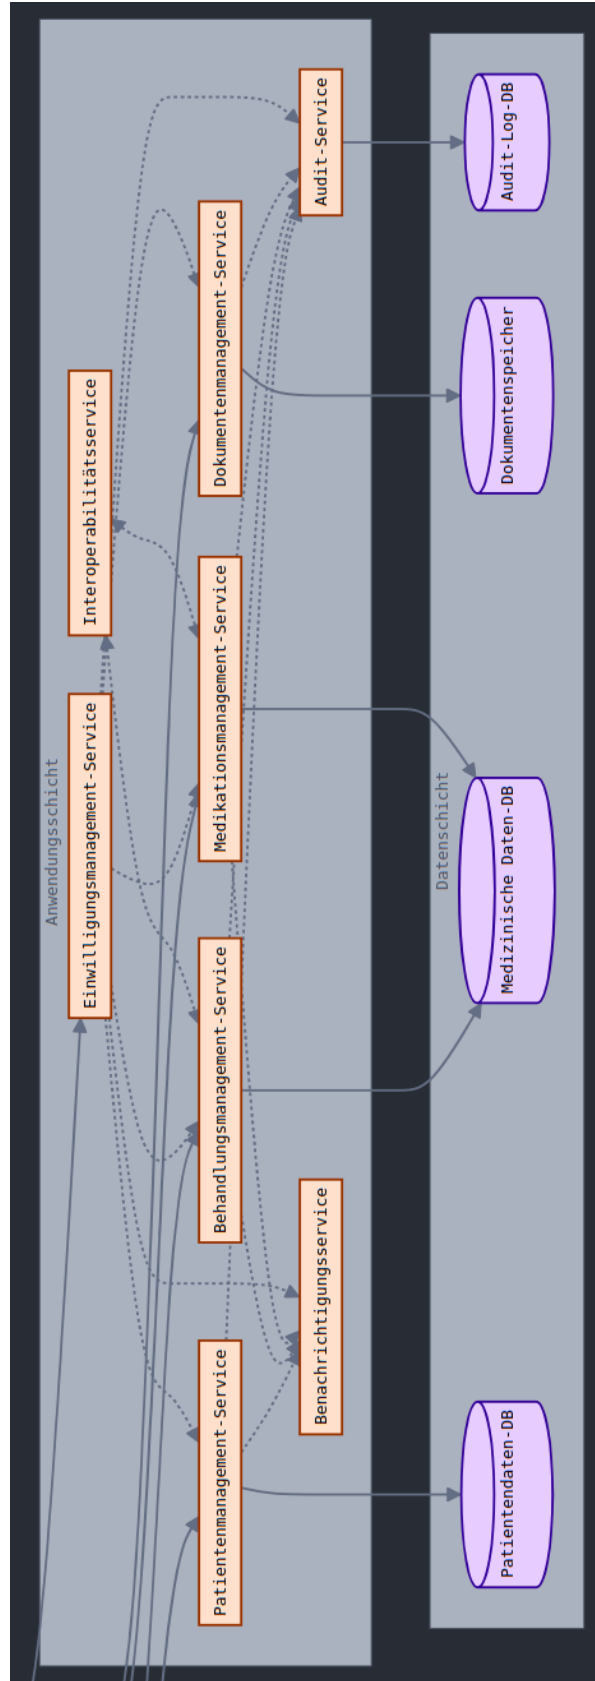 Anwendungsschicht
Einwilligungsmanagement-Service
Interoperabilitätsservice
Patientenmanagement-Service
Behandlungsmanagement-Service
Medikationsmanagement-Service
Dokumentenmanagement-Service
Benachrichtigungsservice
Audit-Service
Datenschicht
Patientendaten-DB
Medizinische Daten-DB
Dokumentenspeicher
Audit-Log-DB